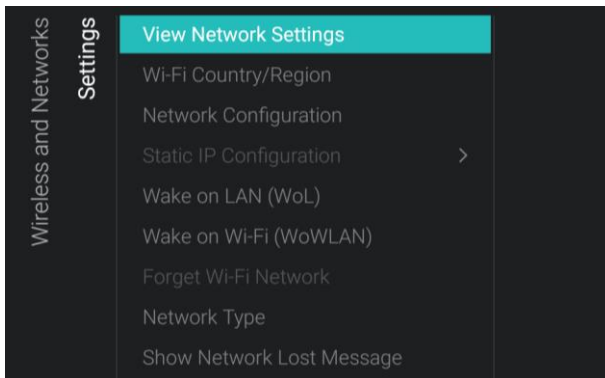 Wireless and Networks
Settings
View Network Settings
Wi-Fi Country/Region
Network Configuration
Static IP Configuration
Wake on LAN (WoL)
Wake on Wi-Fi (WoWLAN)
Forget Wi-Fi Network
Network Type
Show Network Lost Message